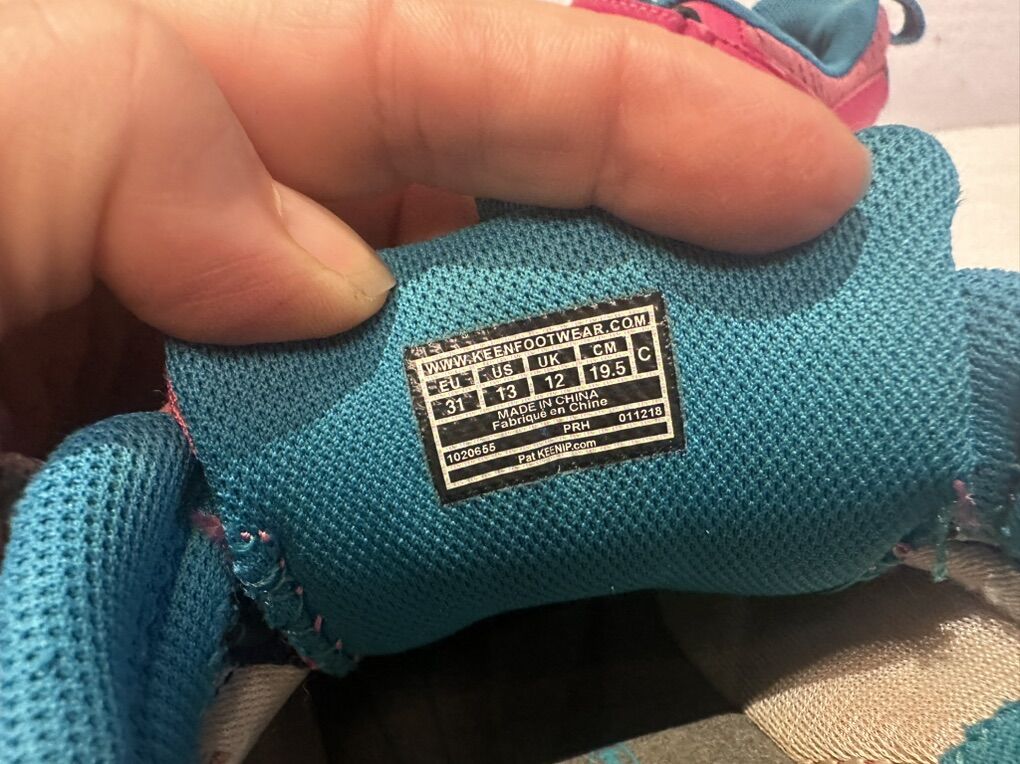 WWW.KEENFOOTWEAR.COM
EU US UK CM C
31 13 12 19.5
MADE IN CHINA
Fabriqué en Chine
PRH 011218
1020655
Pat KEENIP.com